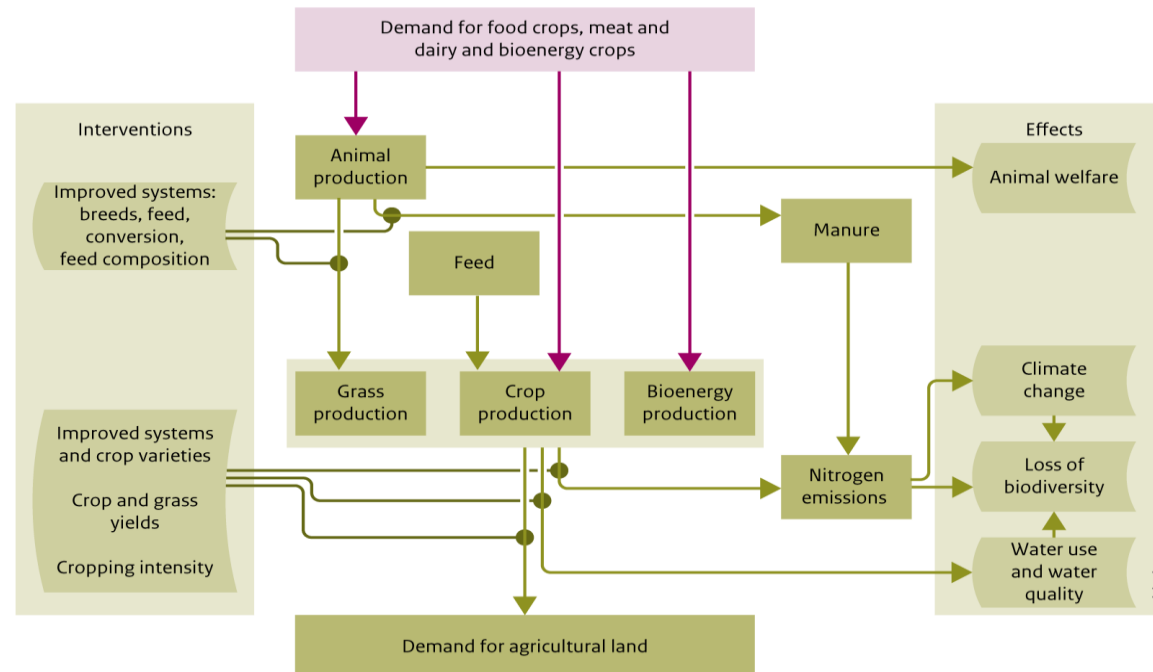 Demand for food crops, meat and
dairy and bioenergy crops
Interventions
Effects
Animal
production
Animal welfare
Improved systems:
breeds, feed,
conversion,
feed composition
Manure
Feed
Climate
change
Grass
production
Crop
production
Bioenergy
production
Improved systems
and crop varieties
Crop and grass
yields
Cropping intensity
Nitrogen
emissions
Loss of
biodiversity
Water use
and water
quality
Demand for agricultural land